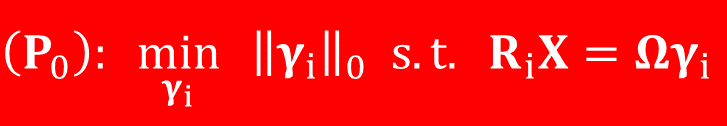 (𝐏₀): min_{𝛄ᵢ} ‖𝛄ᵢ‖₀ s.t. 𝐑ᵢ𝐗 = 𝛀𝛄ᵢ